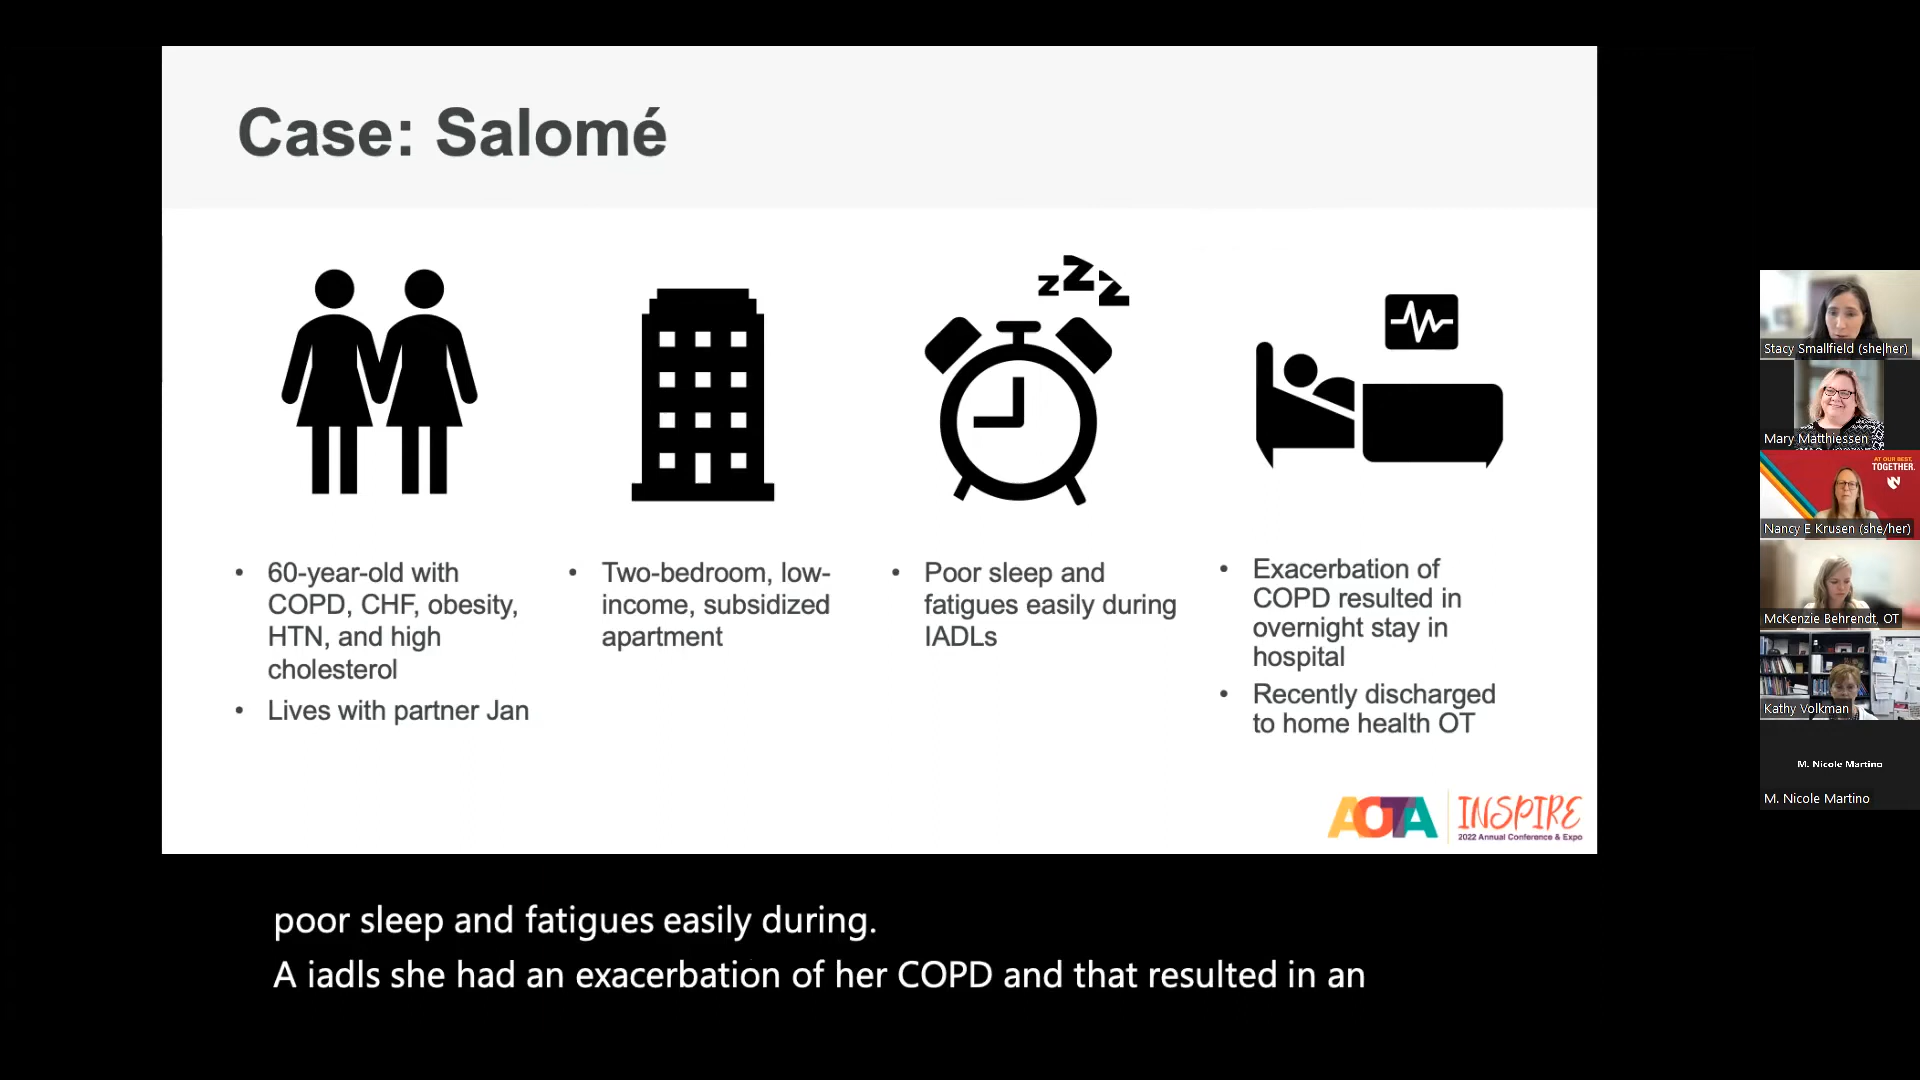 Case: Salomé
zzz
• 60-year-old with
COPD, CHF, obesity,
HTN, and high
cholesterol
• Lives with partner Jan
• Two-bedroom, low-
income, subsidized
apartment
• Poor sleep and
fatigues easily during
IADLs
• Exacerbation of
COPD resulted in
overnight stay in
hospital
• Recently discharged
to home health OT
AOTA INSPIRE
2022 Annual Conference & Expo
poor sleep and fatigues easily during.
A iadls she had an exacerbation of her COPD and that resulted in an
Stacy Smallfield (she|her)
Mary Matthiessen
AT OUR BEST,
TOGETHER.
N
Nancy E Krusen (she/her)
McKenzie Behrendt, OT
Kathy Volkman
M. Nicole Martino
M. Nicole Martino